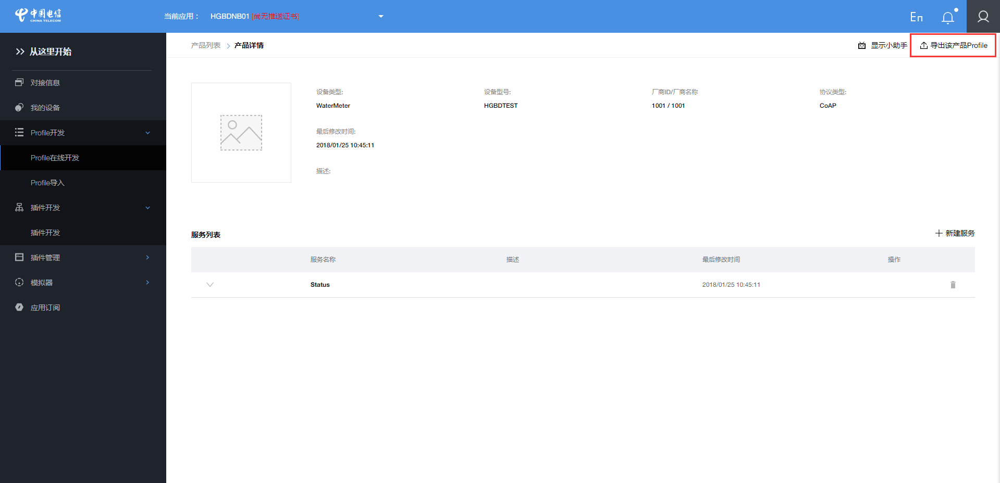 中国电信
CHINA TELECOM
当前应用： HGBDNB01 [尚无推送证书]
En
从这里开始
对接信息
我的设备
Profile开发
Profile在线开发
Profile导入
插件开发
插件开发
插件管理
模拟器
应用订阅
产品列表 产品详情
显示小助手 导出该产品Profile
设备类型: 设备型号: 厂商ID/厂商名称 协议类型:
WaterMeter HGBDTEST 1001 / 1001 CoAP
最后修改时间:
2018/01/25 10:45:11
描述:
服务列表 新建服务
服务名称 描述 最后修改时间 操作
Status 2018/01/25 10:45:11